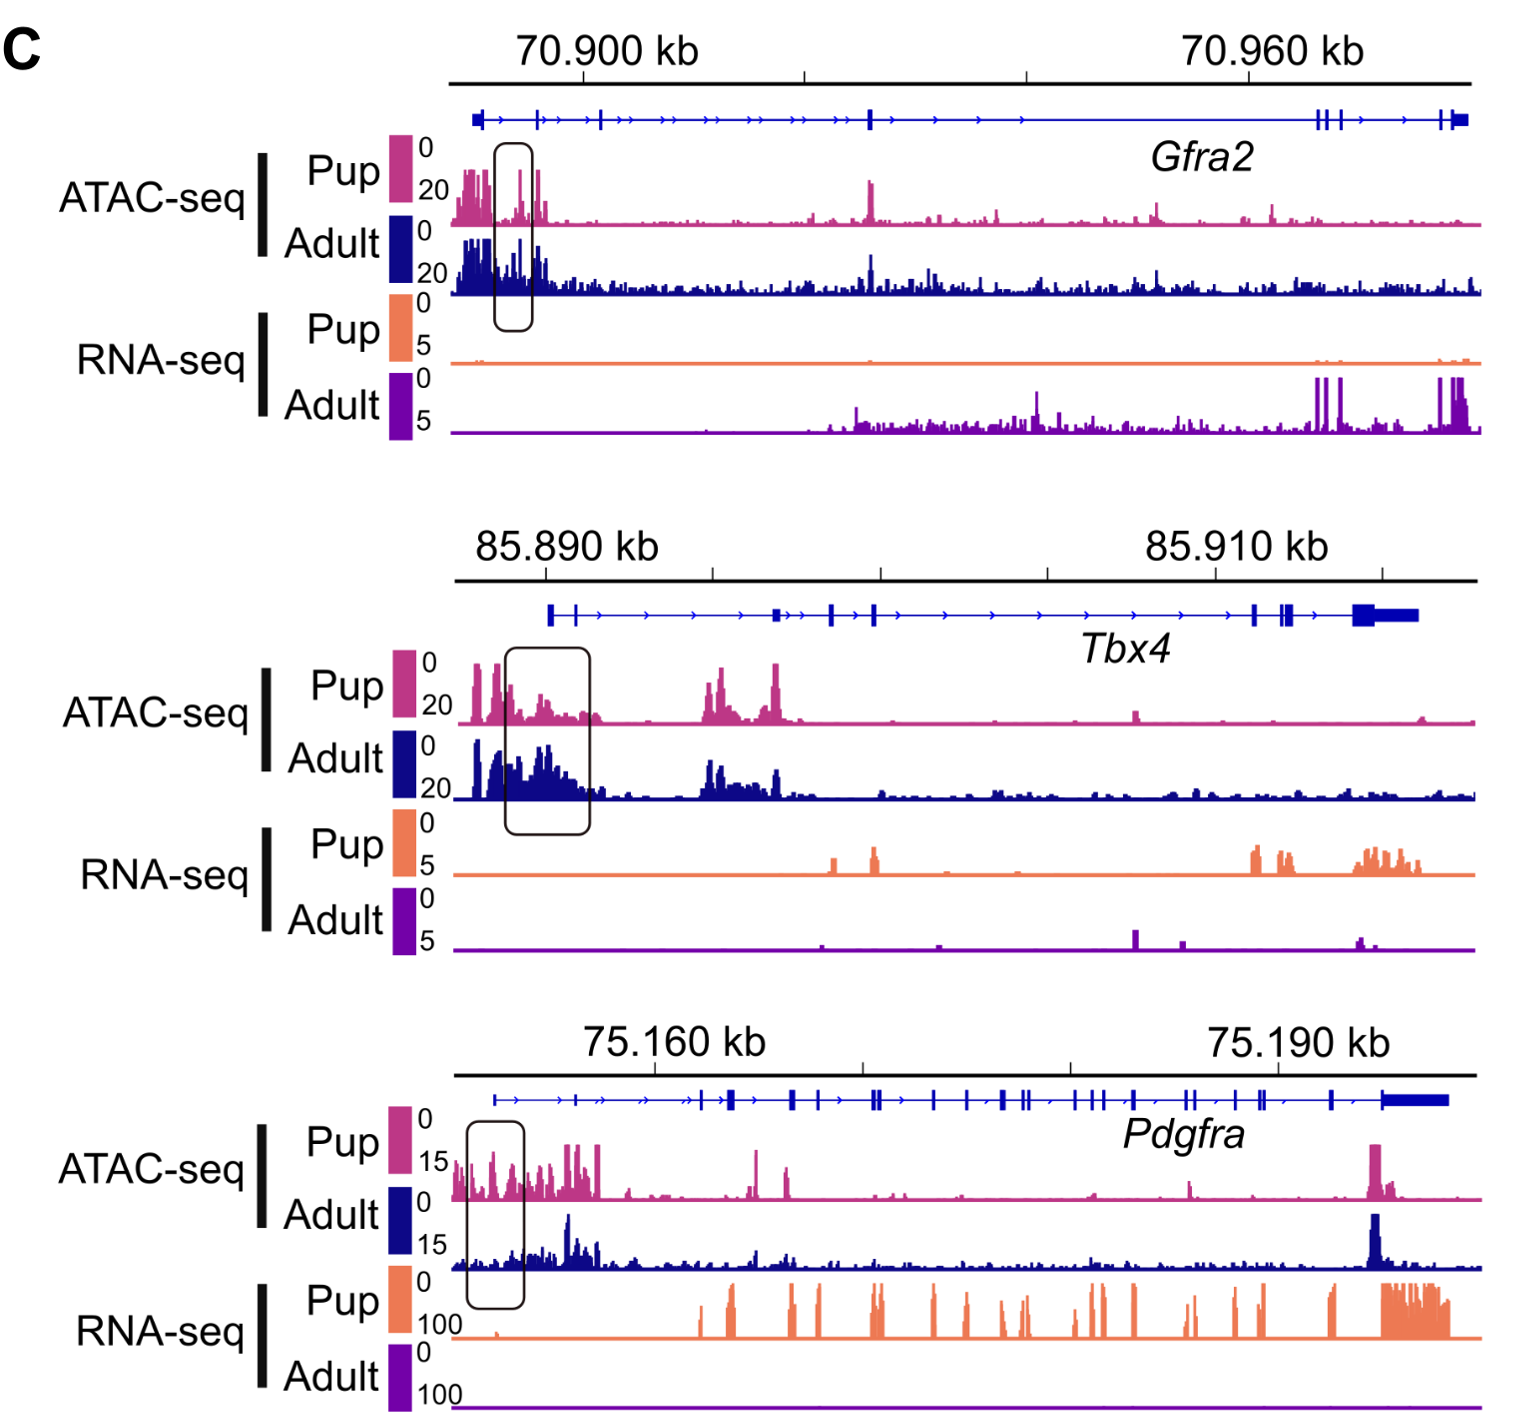 C
70.900 kb 70.960 kb
Gfra2
ATAC-seq Pup 0 20
Adult 0 20
RNA-seq Pup 0 5
Adult 0 5
85.890 kb 85.910 kb
Tbx4
ATAC-seq Pup 0 20
Adult 0 20
RNA-seq Pup 0 5
Adult 0 5
75.160 kb 75.190 kb
Pdgfra
ATAC-seq Pup 0 15
Adult 0 15
RNA-seq Pup 0 100
Adult 0 100